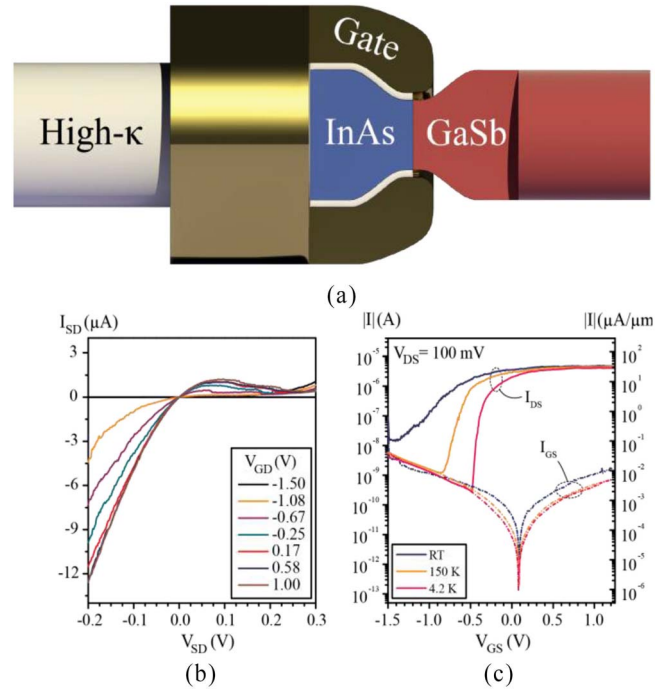 High-κ
Gate
InAs
GaSb
(a)
I_SD (μA)
3
0
-3
-6
-9
-12
-0.2 -0.1 0.0 0.1 0.2 0.3
V_SD (V)
V_GD (V)
-1.50
-1.08
-0.67
-0.25
0.17
0.58
1.00
(b)
|I| (A)
|I| (μA/μm)
V_DS = 100 mV
10^-5
10^-6
10^-7
10^-8
10^-9
10^-10
10^-11
10^-12
10^-13
I_DS
I_GS
RT
150 K
4.2 K
10^2
10^1
10^0
10^-1
10^-2
10^-3
10^-4
10^-5
10^-6
-1.5 -1.0 -0.5 0.0 0.5 1.0
V_GS (V)
(c)